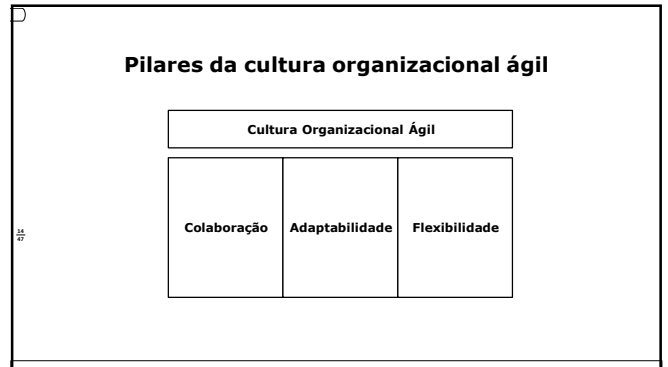 Pilares da cultura organizacional ágil
Cultura Organizacional Ágil
Colaboração
Adaptabilidade
Flexibilidade
14
47